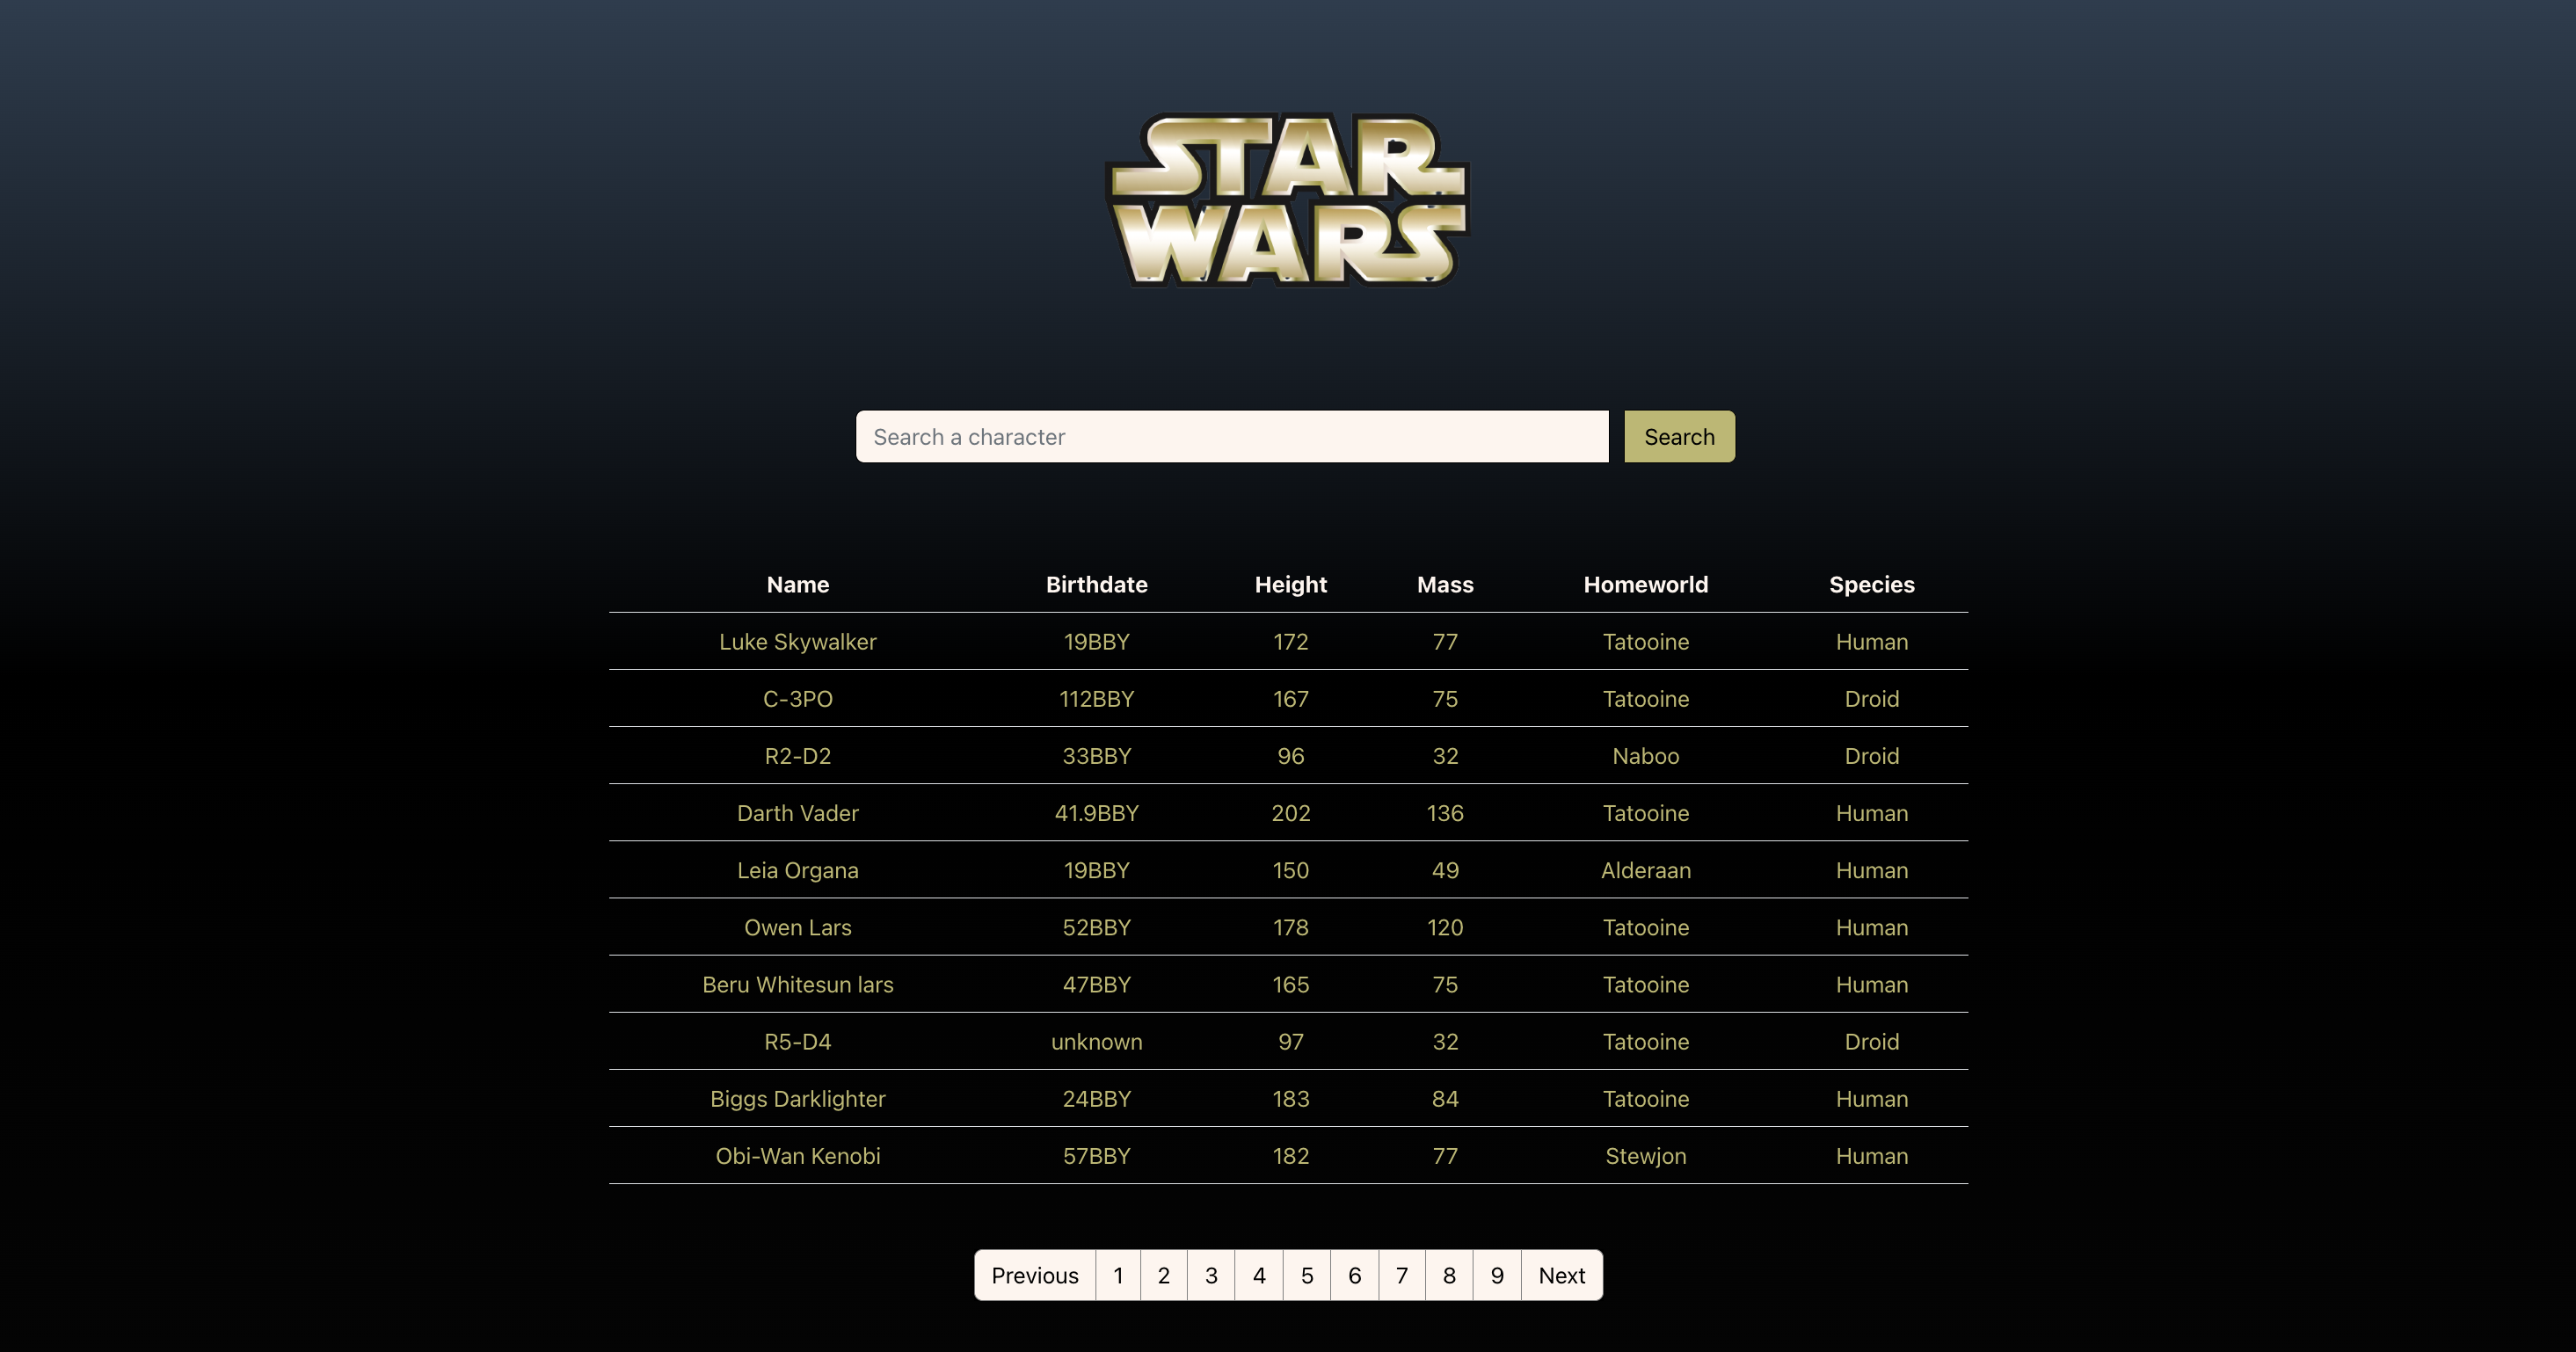 STAR
WARS
Search a character Search
Name Birthdate Height Mass Homeworld Species
Luke Skywalker 19BBY 172 77 Tatooine Human
C-3PO 112BBY 167 75 Tatooine Droid
R2-D2 33BBY 96 32 Naboo Droid
Darth Vader 41.9BBY 202 136 Tatooine Human
Leia Organa 19BBY 150 49 Alderaan Human
Owen Lars 52BBY 178 120 Tatooine Human
Beru Whitesun lars 47BBY 165 75 Tatooine Human
R5-D4 unknown 97 32 Tatooine Droid
Biggs Darklighter 24BBY 183 84 Tatooine Human
Obi-Wan Kenobi 57BBY 182 77 Stewjon Human
Previous 1 2 3 4 5 6 7 8 9 Next